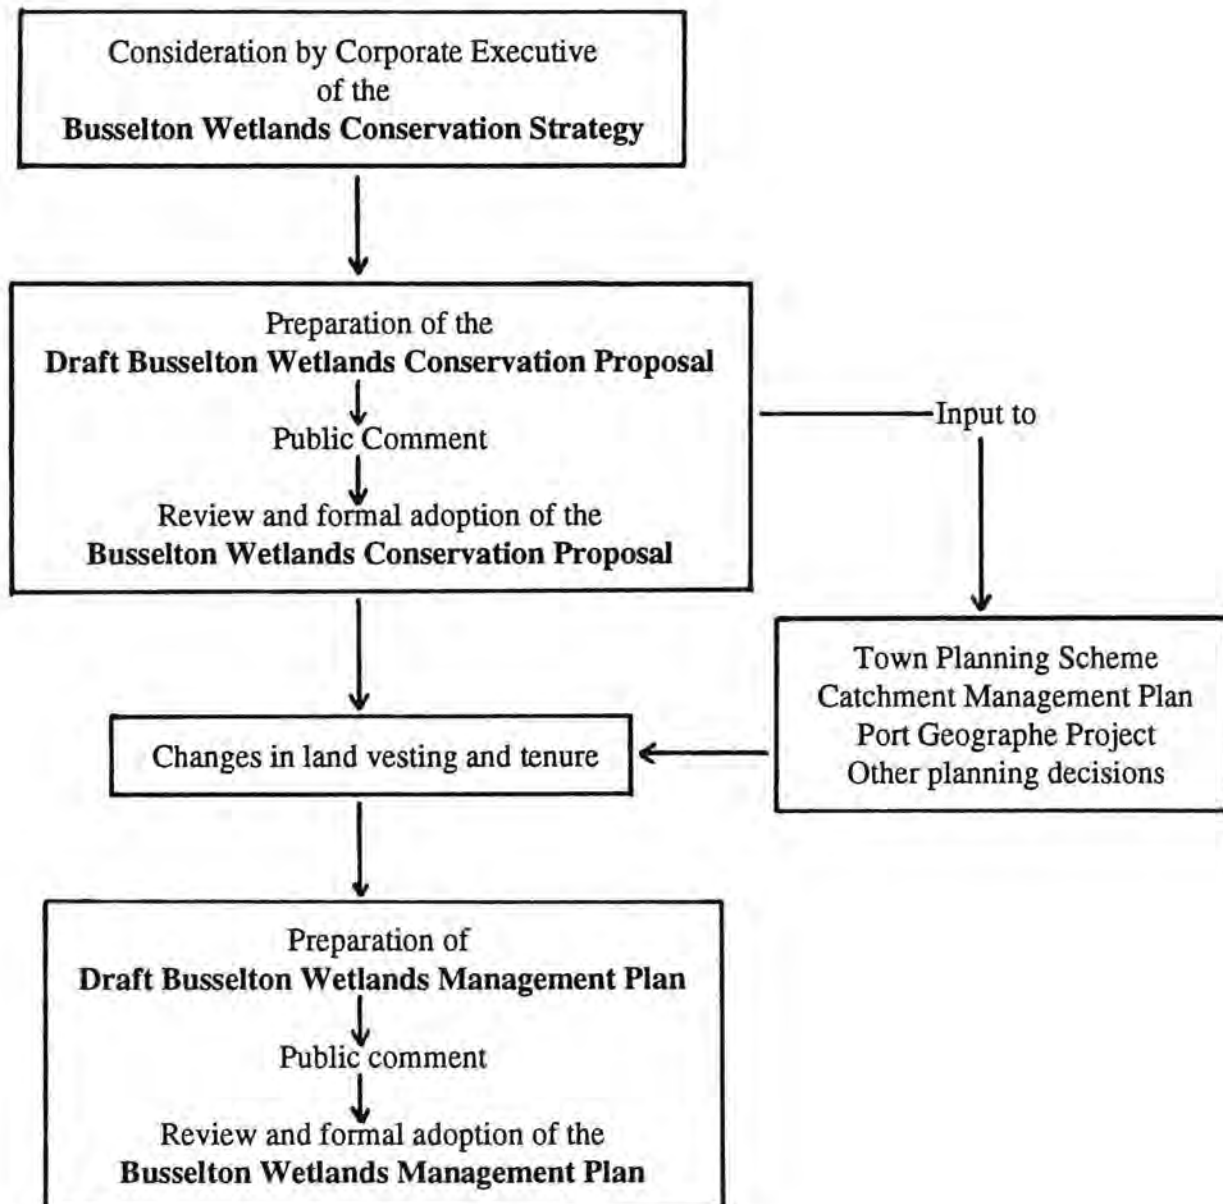 Consideration by Corporate Executive
of the
Busselton Wetlands Conservation Strategy
Preparation of the
Draft Busselton Wetlands Conservation Proposal
Public Comment
Review and formal adoption of the
Busselton Wetlands Conservation Proposal
Input to
Town Planning Scheme
Catchment Management Plan
Port Geographe Project
Other planning decisions
Changes in land vesting and tenure
Preparation of
Draft Busselton Wetlands Management Plan
Public comment
Review and formal adoption of the
Busselton Wetlands Management Plan